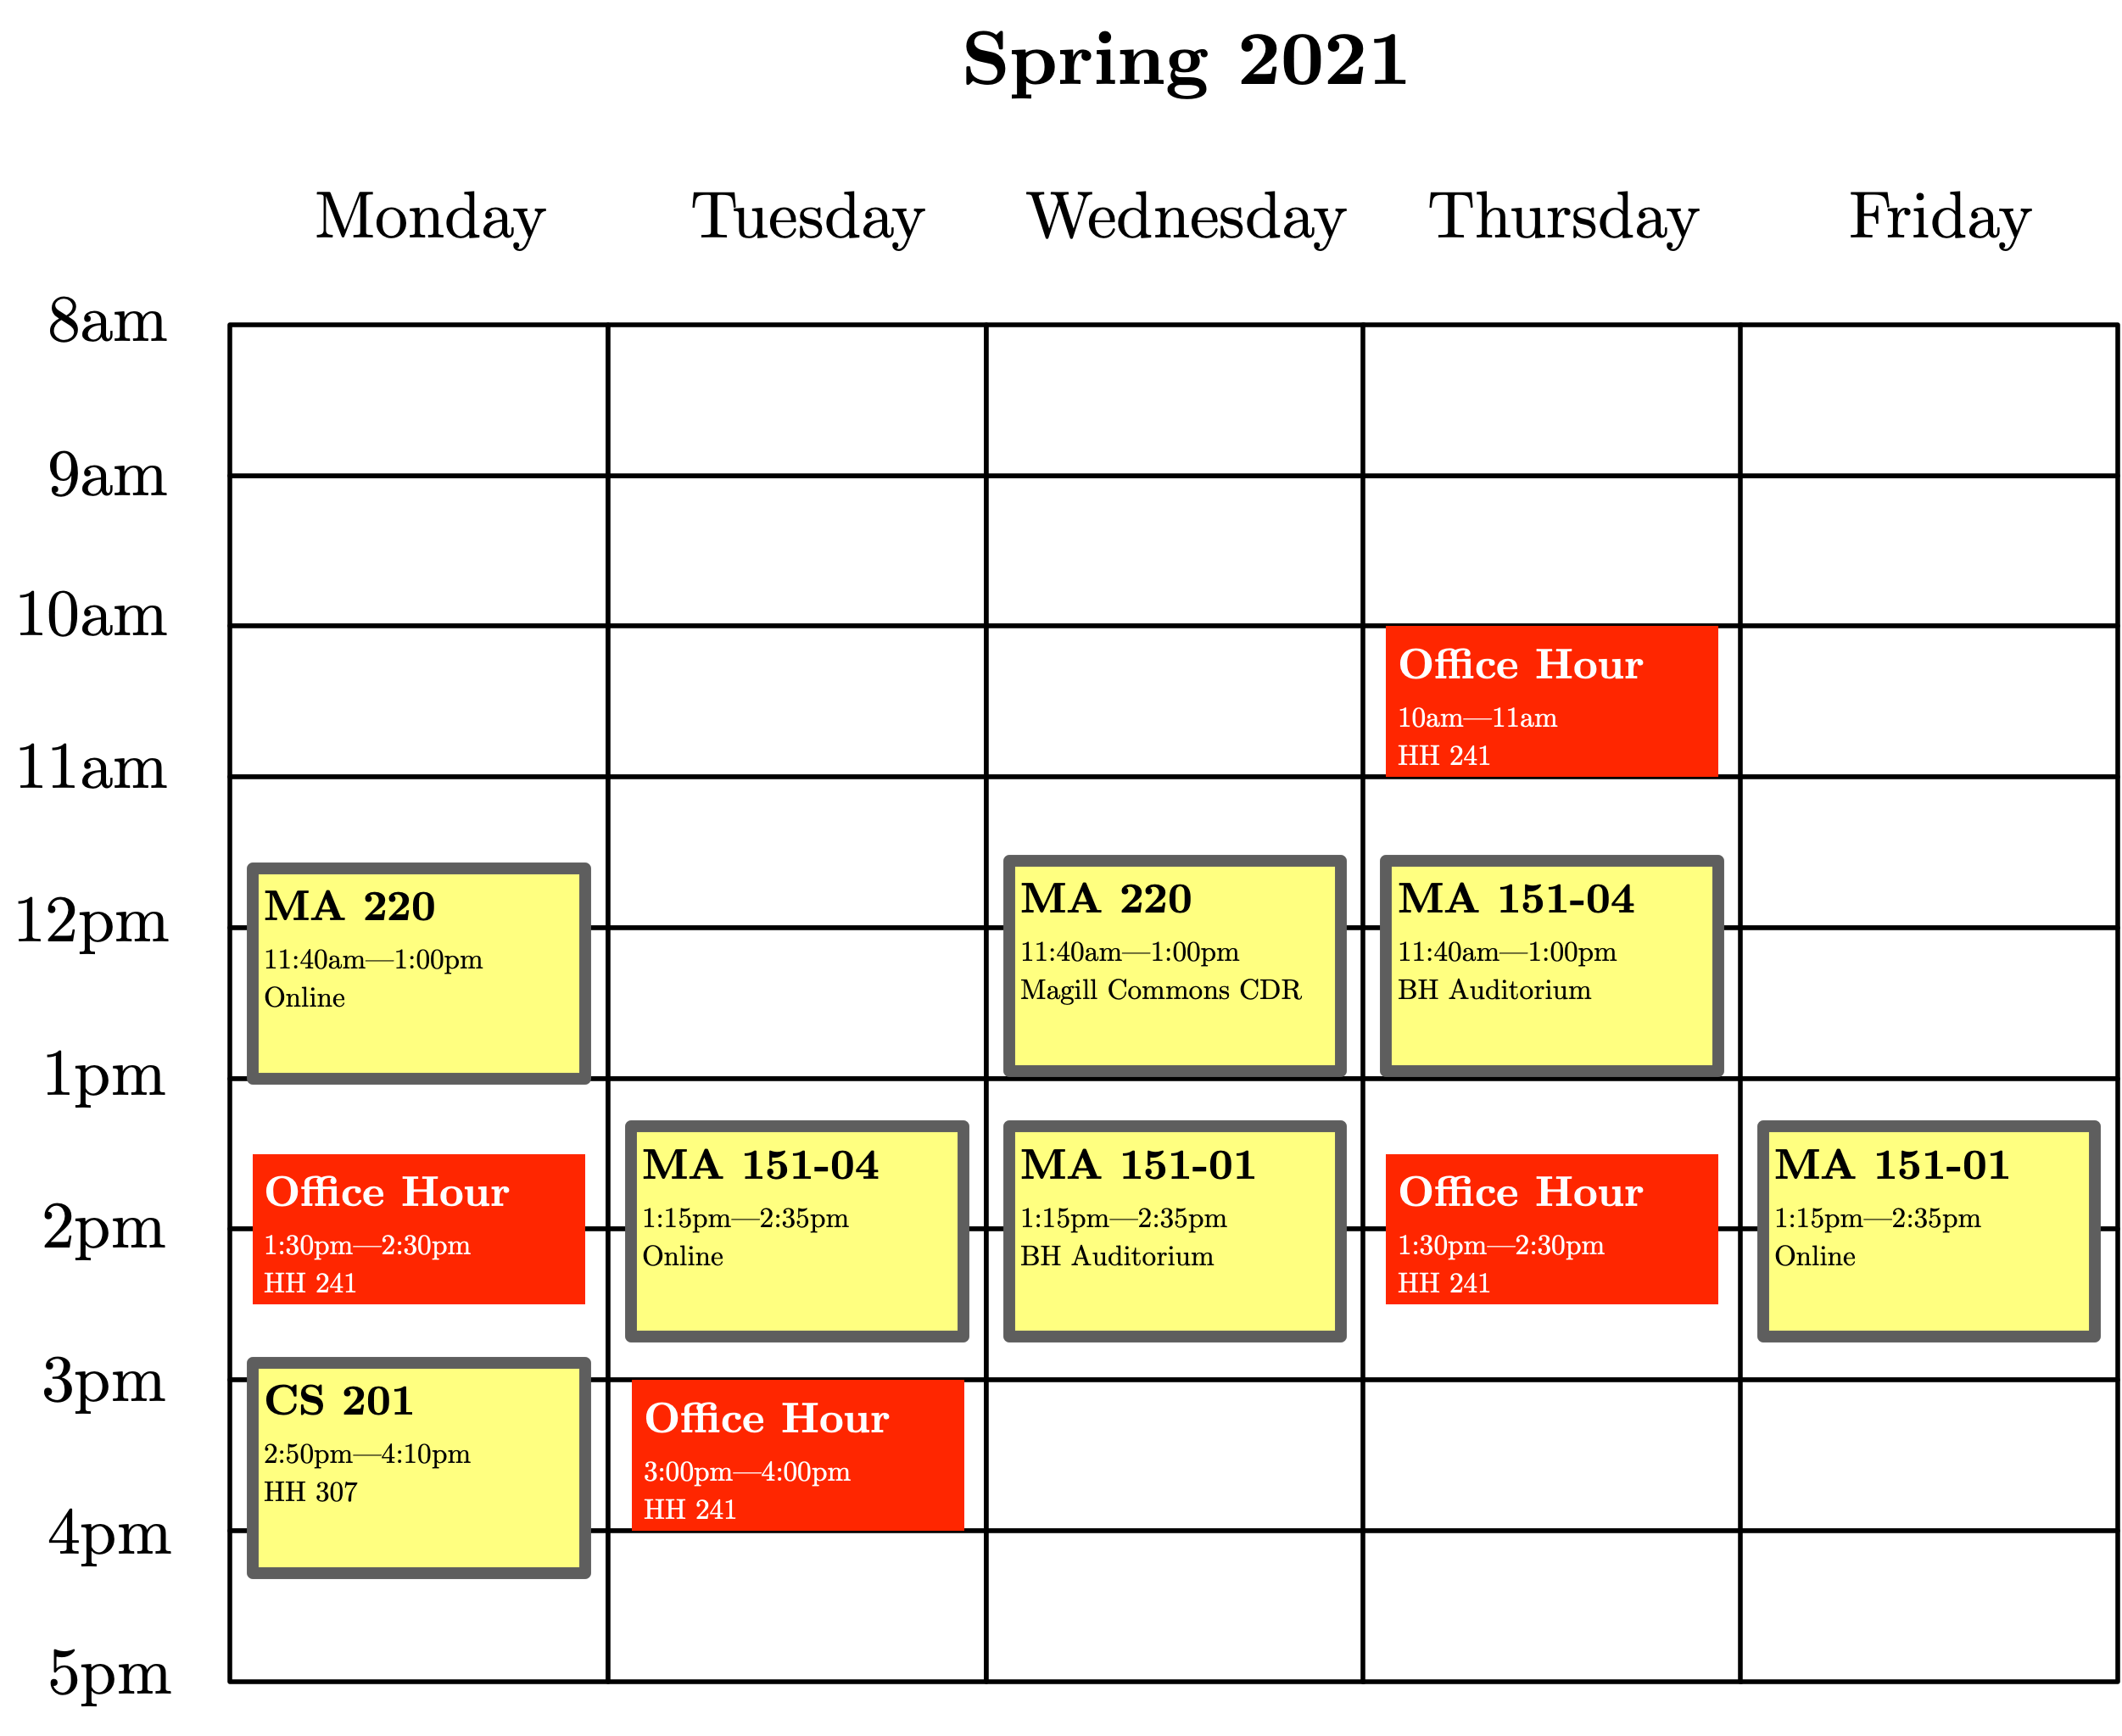 Spring 2021
Monday Tuesday Wednesday Thursday Friday
8am
9am
10am
Office Hour
10am—11am
HH 241
11am
MA 220
11:40am—1:00pm
Online
MA 220
11:40am—1:00pm
Magill Commons CDR
MA 151-04
11:40am—1:00pm
BH Auditorium
12pm
1pm
Office Hour
1:30pm—2:30pm
HH 241
MA 151-04
1:15pm—2:35pm
Online
MA 151-01
1:15pm—2:35pm
BH Auditorium
Office Hour
1:30pm—2:30pm
HH 241
MA 151-01
1:15pm—2:35pm
Online
2pm
3pm
CS 201
2:50pm—4:10pm
HH 307
Office Hour
3:00pm—4:00pm
HH 241
4pm
5pm